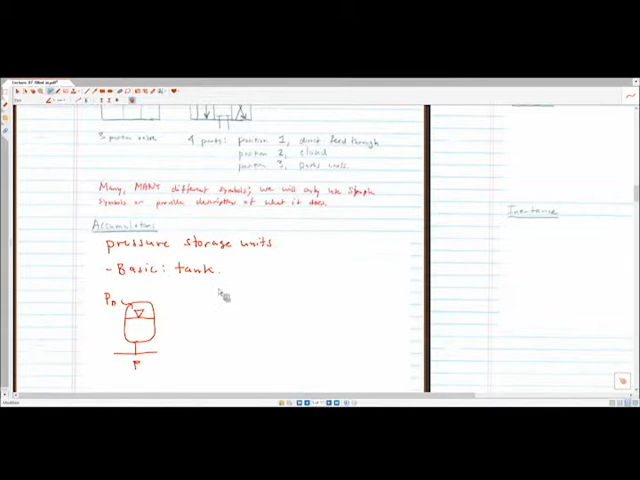 3 position valve
4 ports: position 1, direct feed through
position 2, closed
position 3, ports
Many, MANY different symbols; we will only use simple
symbols or provide description of what it does.
Accumulators
pressure storage units
- Basic: tank.
P
Inertance